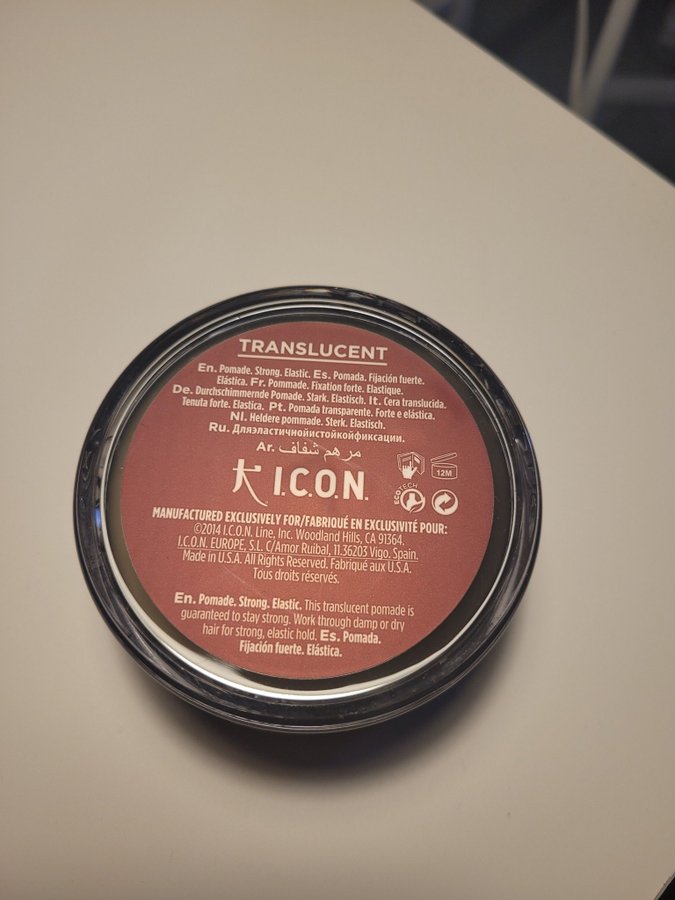 TRANSLUCENT
En. Pomade. Strong. Elastic. Es. Pomada. Fijación fuerte.
Elástica. Fr. Pommade. Fixation forte. Elastique.
De. Durchschimmernde Pomade. Stark. Elastisch. It. Cera translucida.
Tenuta forte. Elastica. Pt. Pomada transparente. Forte e elástica.
Nl. Heldere pommade. Sterk. Elastisch.
Ru. Дляэластичнойистойкойфиксации.
Ar. مر هم شفاف
I.C.O.N.
12M
ECOTECH
MANUFACTURED EXCLUSIVELY FOR/FABRIQUÉ EN EXCLUSIVITÉ POUR:
©2014 I.C.O.N. Line, Inc. Woodland Hills, CA 91364.
I.C.O.N. EUROPE, S.L. C/Amor Ruibal, 11.36203 Vigo. Spain.
Made in U.S.A. All Rights Reserved. Fabriqué aux U.S.A.
Tous droits réservés.
En. Pomade. Strong. Elastic. This translucent pomade is
guaranteed to stay strong. Work through damp or dry
hair for strong, elastic hold. Es. Pomada.
Fijación fuerte. Elástica.